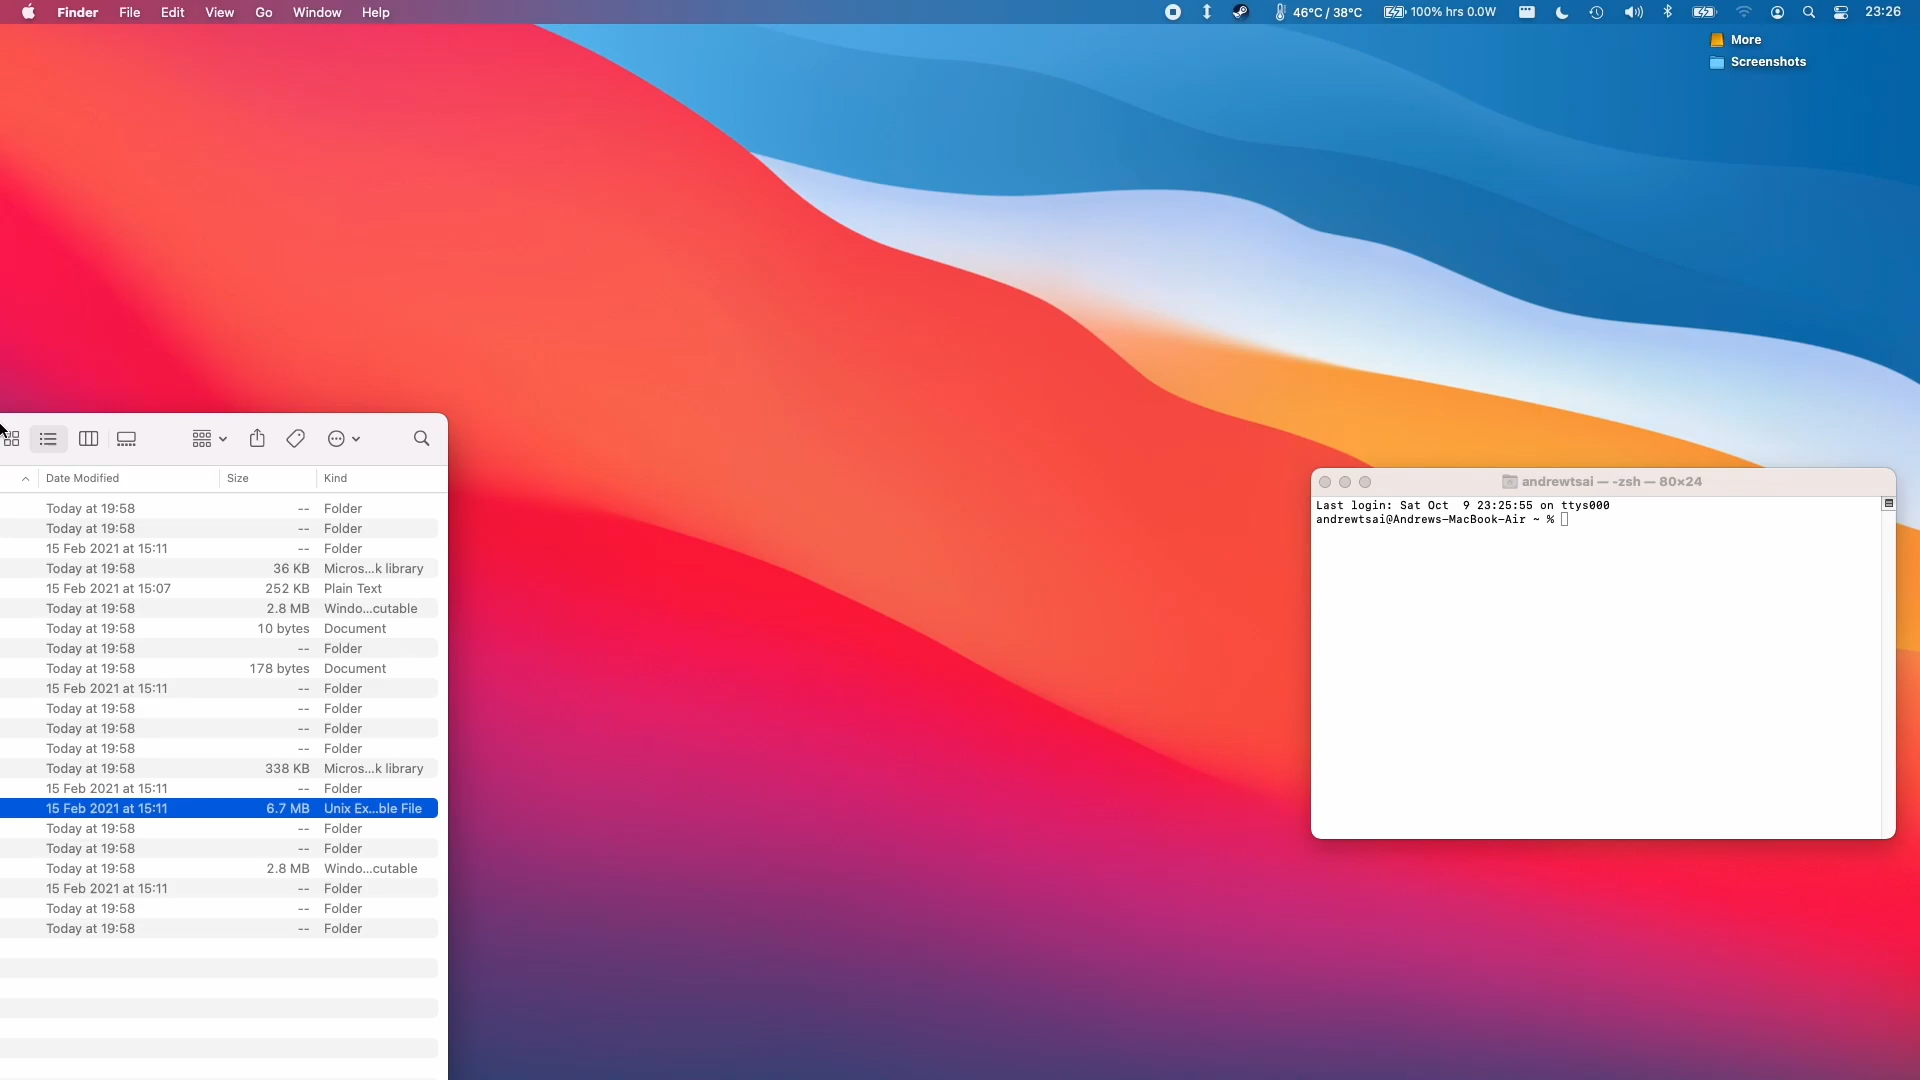 Finder File Edit View Go Window Help 46°C / 38°C 100% hrs 0.0W 23:26
More
Screenshots
Date Modified Size Kind
Today at 19:58 -- Folder
Today at 19:58 -- Folder
15 Feb 2021 at 15:11 -- Folder
Today at 19:58 36 KB Micros...k library
15 Feb 2021 at 15:07 252 KB Plain Text
Today at 19:58 2.8 MB Windo...cutable
Today at 19:58 10 bytes Document
Today at 19:58 -- Folder
Today at 19:58 178 bytes Document
15 Feb 2021 at 15:11 -- Folder
Today at 19:58 -- Folder
Today at 19:58 -- Folder
Today at 19:58 -- Folder
Today at 19:58 338 KB Micros...k library
15 Feb 2021 at 15:11 -- Folder
15 Feb 2021 at 15:11 6.7 MB Unix Ex...ble File
Today at 19:58 -- Folder
Today at 19:58 -- Folder
Today at 19:58 2.8 MB Windo...cutable
15 Feb 2021 at 15:11 -- Folder
Today at 19:58 -- Folder
Today at 19:58 -- Folder
andrewtsai — -zsh — 80×24
Last login: Sat Oct  9 23:25:55 on ttys000
andrewtsai@Andrews-MacBook-Air ~ %